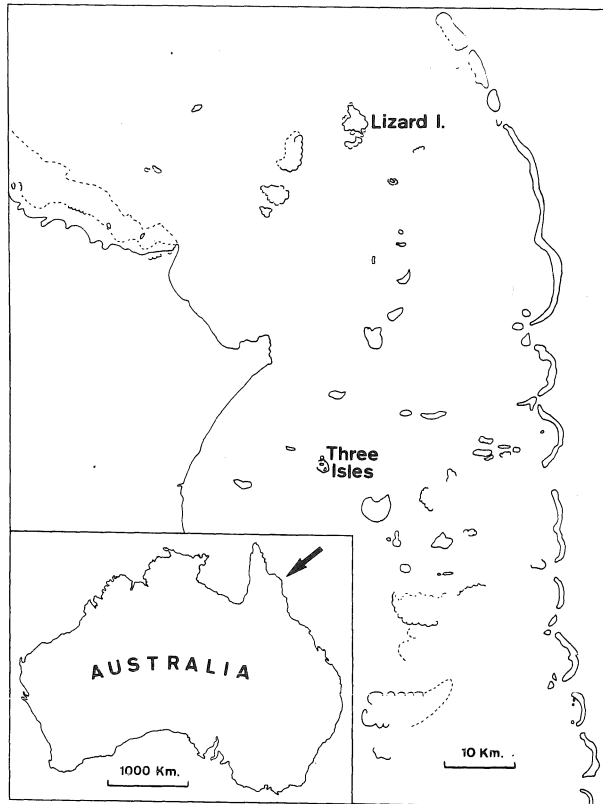 Lizard I.
Three
Isles
AUSTRALIA
1000 Km.
10 Km.